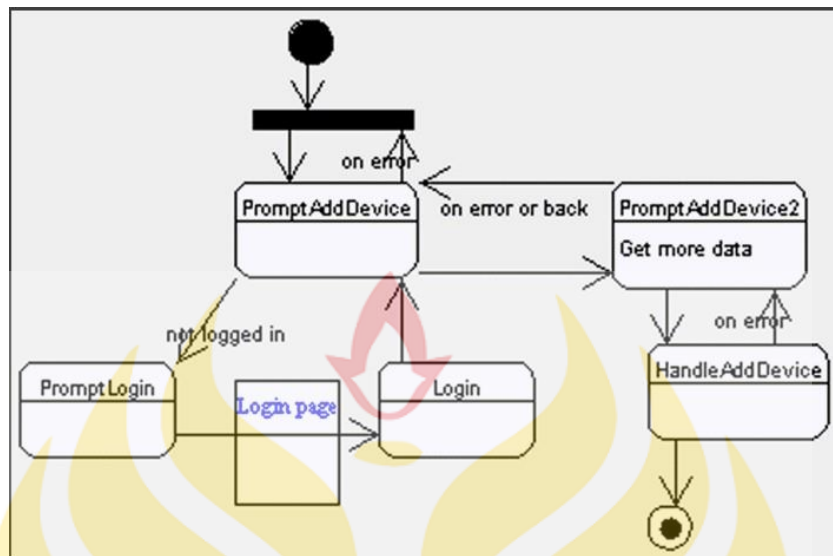 on error
PromptAddDevice
on error or back
PromptAddDevice2
Get more data
not logged in
on error
PromptLogin
Login page
Login
HandleAddDevice